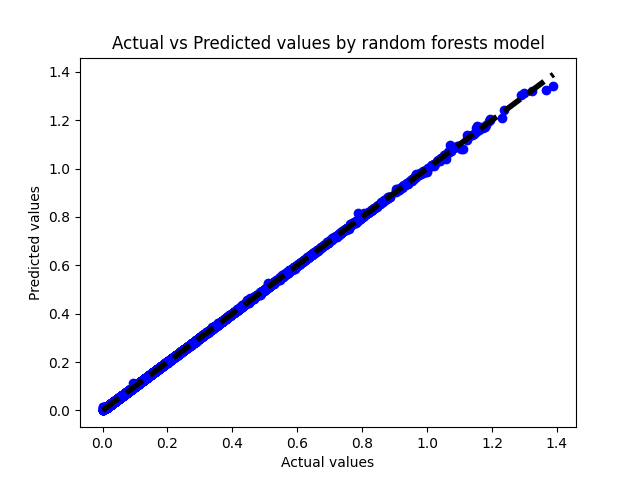 Actual vs Predicted values by random forests model
1.4
1.2
1.0
0.8
0.6
0.4
0.2
0.0
Predicted values
0.0 0.2 0.4 0.6 0.8 1.0 1.2 1.4
Actual values